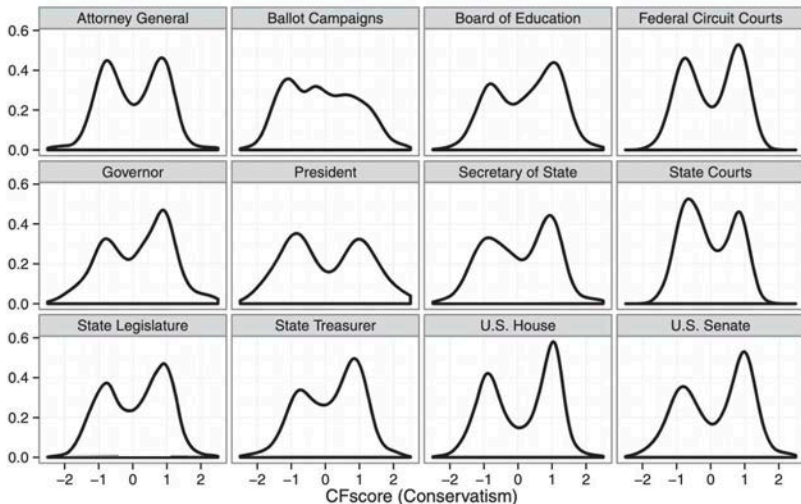 Attorney General Ballot Campaigns Board of Education Federal Circuit Courts
0.6
0.4
0.2
0.0
Governor President Secretary of State State Courts
0.6
0.4
0.2
0.0
State Legislature State Treasurer U.S. House U.S. Senate
0.6
0.4
0.2
0.0
−2 −1 0 1 2 −2 −1 0 1 2 −2 −1 0 1 2 −2 −1 0 1 2
CFscore (Conservatism)